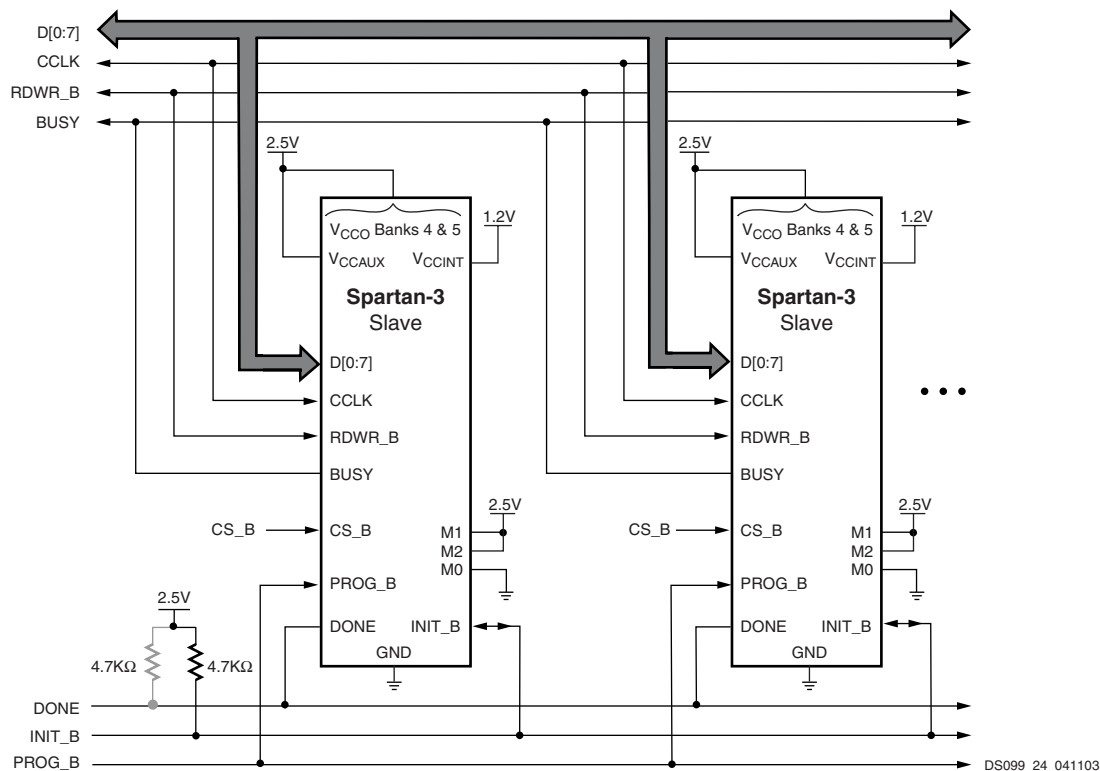 D[0:7]
CCLK
RDWR_B
BUSY
2.5V
VCCO Banks 4 & 5
1.2V
VCCAUX
VCCINT
Spartan-3
Slave
D[0:7]
CCLK
RDWR_B
BUSY
CS_B
CS_B
2.5V
M1
M2
M0
PROG_B
DONE
INIT_B
GND
2.5V
VCCO Banks 4 & 5
1.2V
VCCAUX
VCCINT
Spartan-3
Slave
D[0:7]
CCLK
RDWR_B
BUSY
CS_B
CS_B
2.5V
M1
M2
M0
PROG_B
DONE
INIT_B
GND
• • •
2.5V
4.7KΩ
4.7KΩ
DONE
INIT_B
PROG_B
DS099_24_041103